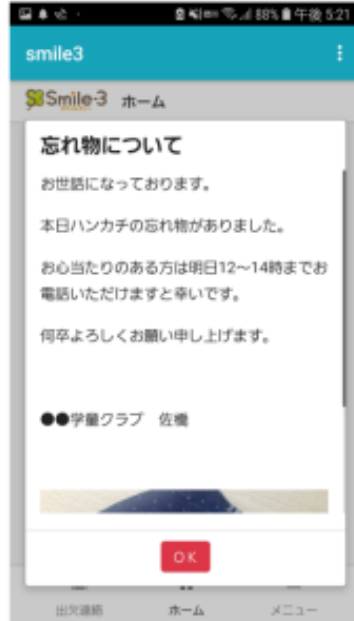 88% 午後 5:21
smile3
Smile-3 ホーム
忘れ物について
お世話になっております。
本日ハンカチの忘れ物がありました。
お心当たりのある方は明日12〜14時までお
電話いただけますと幸いです。
何卒よろしくお願い申し上げます。
●●学童クラブ 佐橋
OK
出欠連絡 ホーム メニュー